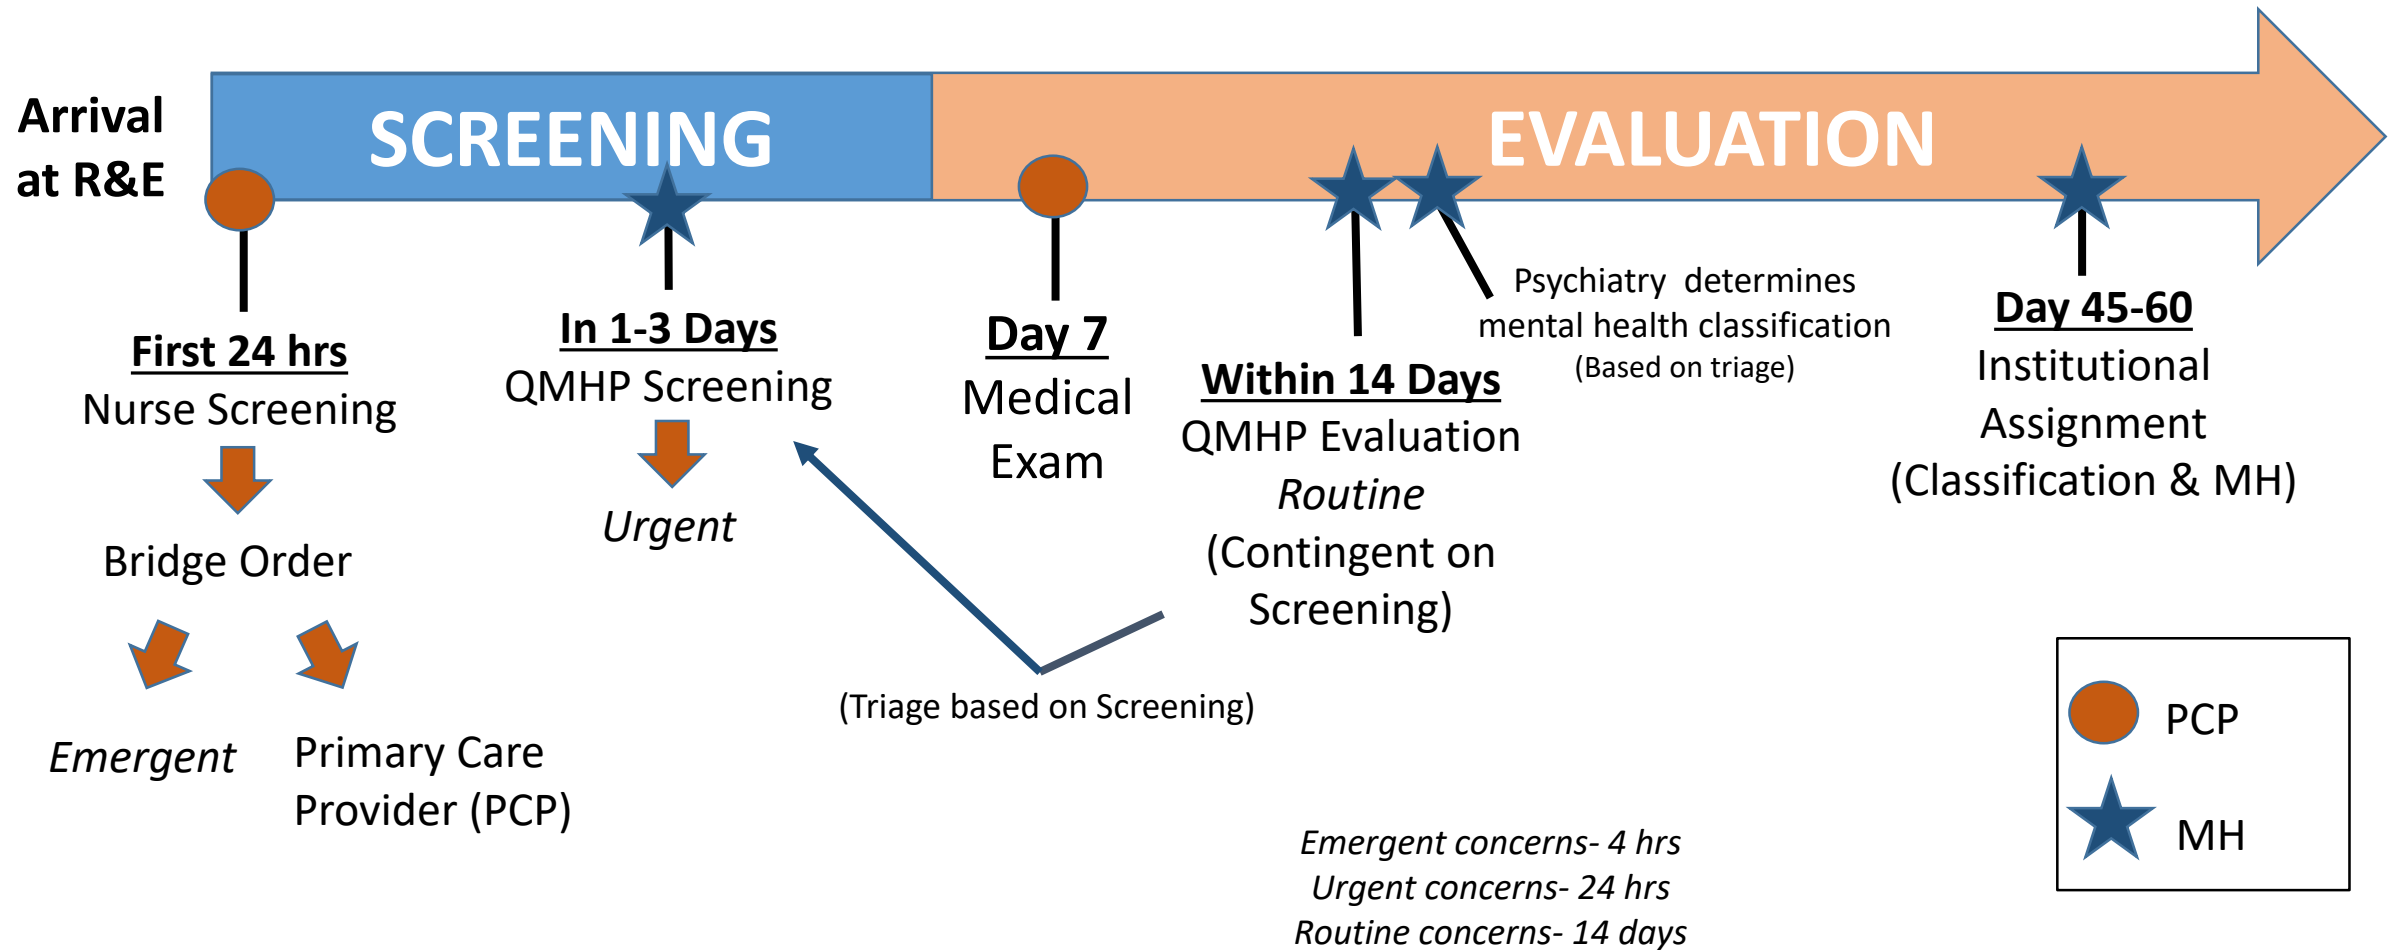 Arrival
at R&E
SCREENING
EVALUATION
First 24 hrs
Nurse Screening
Bridge Order
Emergent
Primary Care
Provider (PCP)
In 1-3 Days
QMHP Screening
Urgent
Day 7
Medical
Exam
(Triage based on Screening)
Within 14 Days
QMHP Evaluation
Routine
(Contingent on
Screening)
Psychiatry  determines
mental health classification
(Based on triage)
Day 45-60
Institutional
Assignment
(Classification & MH)
PCP
MH
Emergent concerns- 4 hrs
Urgent concerns- 24 hrs
Routine concerns- 14 days